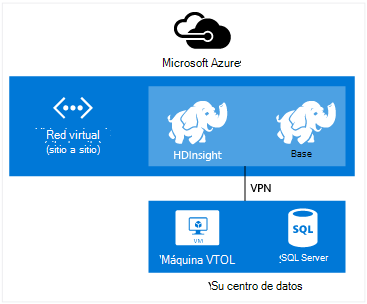 Microsoft Azure
Red virtual
(sitio a sitio)
HDInsight
Base
VPN
VM
Máquina VTOL
SQL
SQL Server
Su centro de datos